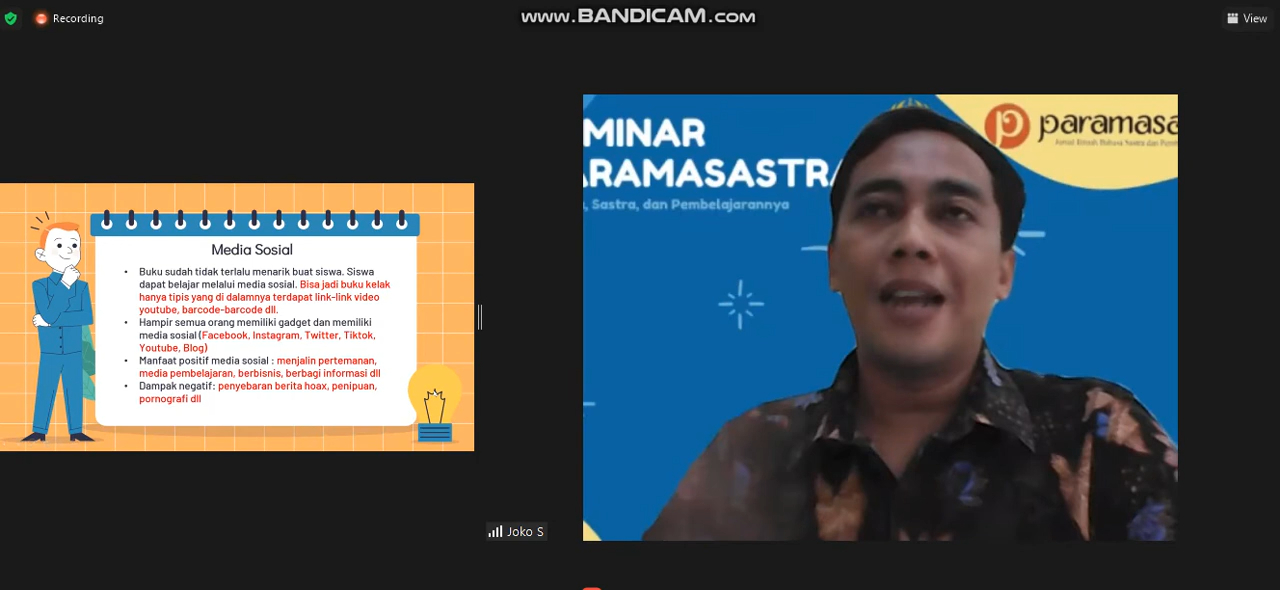 Recording
www.BANDICAM.com
View
Media Sosial
• Buku sudah tidak terlalu menarik buat siswa. Siswa
dapat belajar melalui media sosial. Bisa jadi buku kelak
hanya tipis yang di dalamnya terdapat link-link video
youtube, barcode-barcode dll.
• Hampir semua orang memiliki gadget dan memiliki
media sosial (Facebook, Instagram, Twitter, Tiktok,
Youtube, Blog)
• Manfaat positif media sosial : menjalin pertemanan,
media pembelajaran, berbisnis, berbagi informasi dll
• Dampak negatif: penyebaran berita hoax, penipuan,
pornografi dll
Joko S
MINAR
ARAMASASTRA
, Sastra, dan Pembelajarannya
paramasa